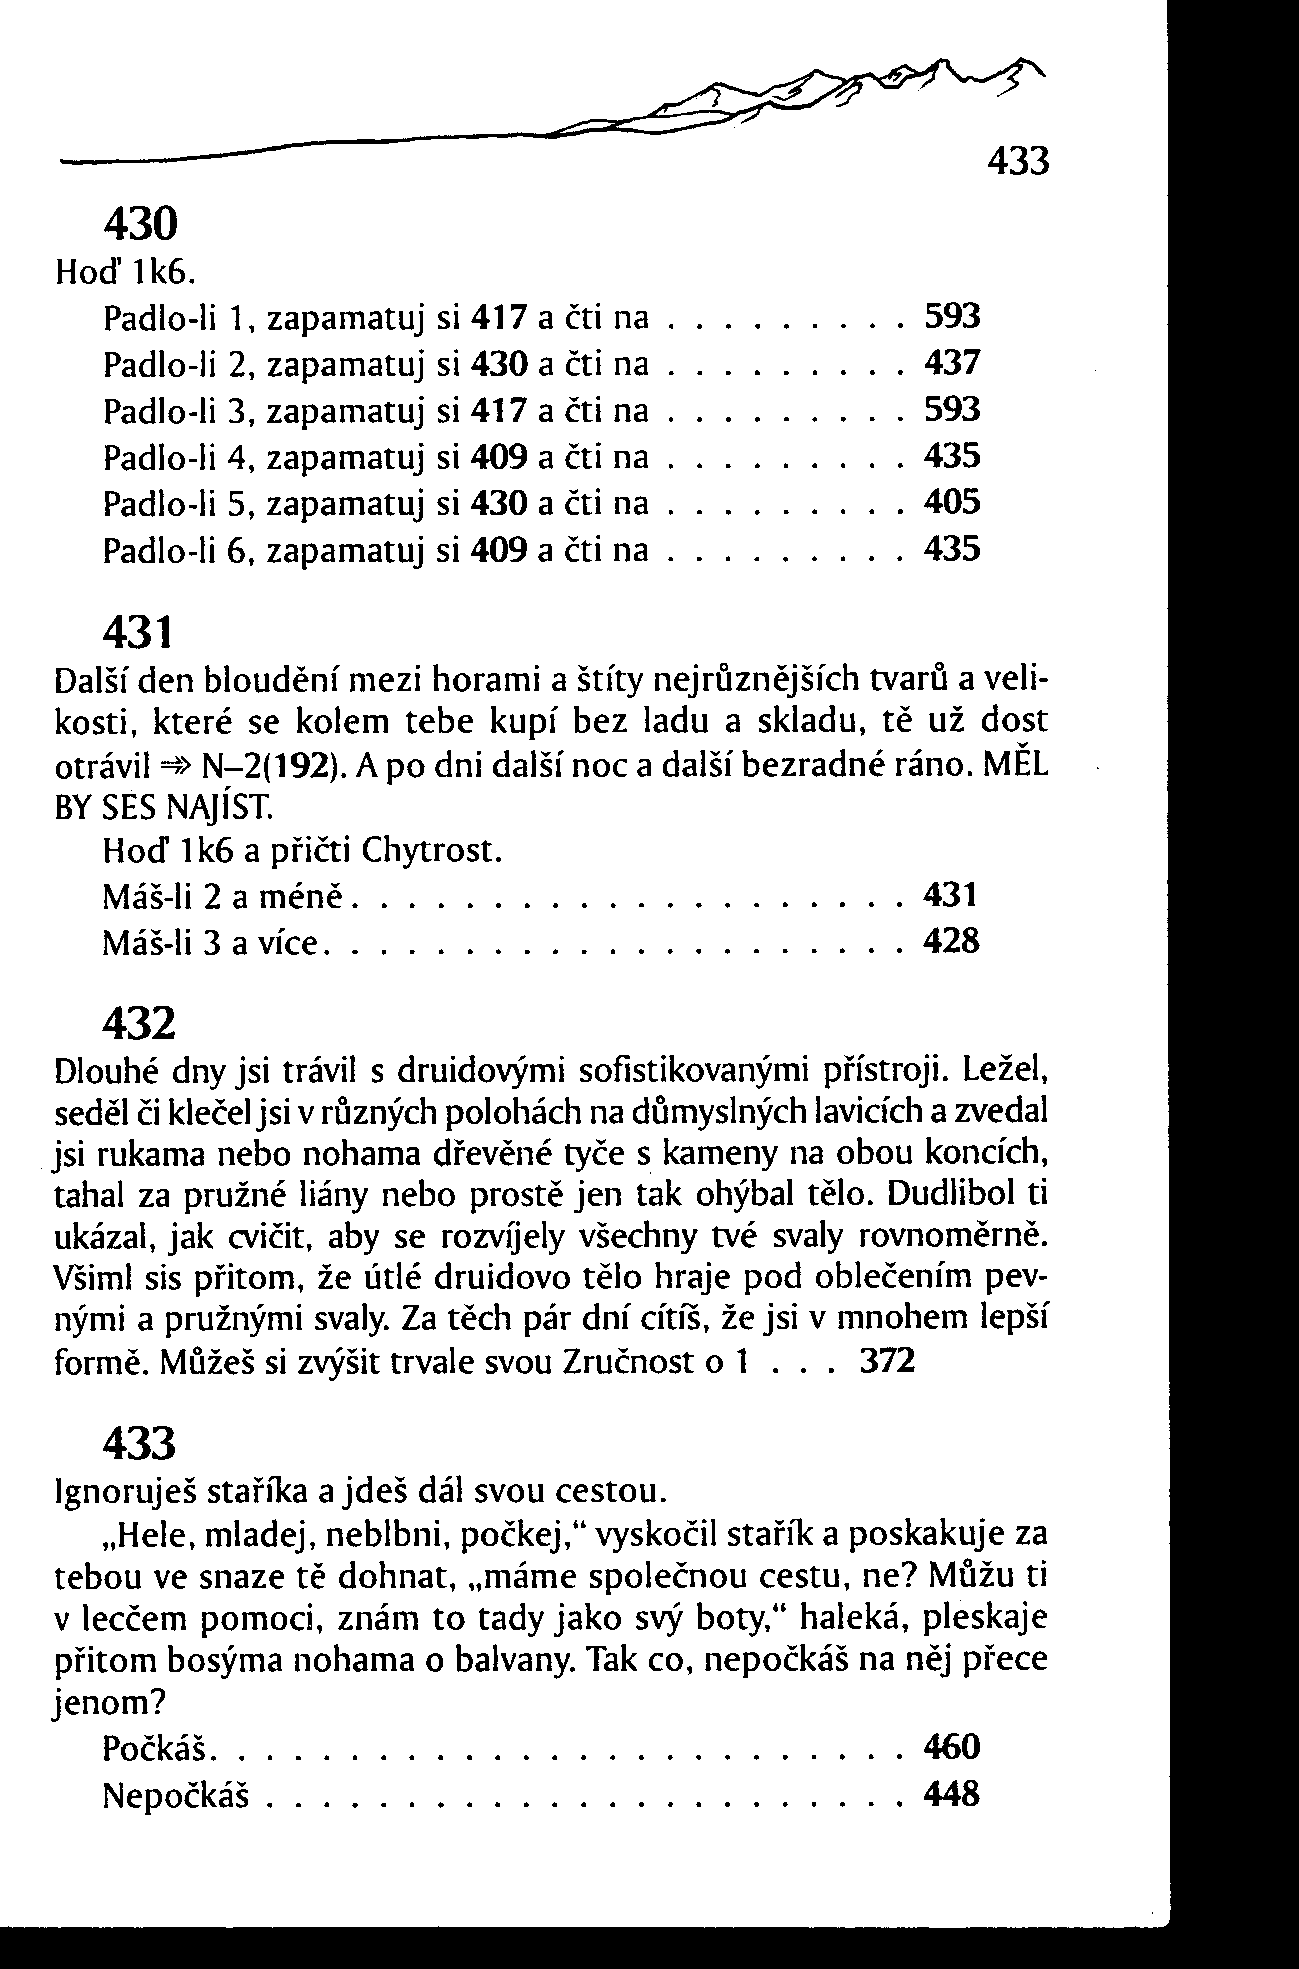 433
430
Hoď 1k6.
Padlo-li 1, zapamatuj si 417 a čti na . . . . . . . . . 593
Padlo-li 2, zapamatuj si 430 a čti na . . . . . . . . . 437
Padlo-li 3, zapamatuj si 417 a čti na . . . . . . . . . 593
Padlo-li 4, zapamatuj si 409 a čti na . . . . . . . . . 435
Padlo-li 5, zapamatuj si 430 a čti na . . . . . . . . . 405
Padlo-li 6, zapamatuj si 409 a čti na . . . . . . . . . 435
431
Další den bloudění mezi horami a štíty nejrůznějších tvarů a veli-
kosti, které se kolem tebe kupí bez ladu a skladu, tě už dost
otrávil ⇻ N–2(192). A po dni další noc a další bezradné ráno. MĚL
BY SES NAJÍST.
Hoď 1k6 a přičti Chytrost.
Máš-li 2 a méně. . . . . . . . . . . . . . . . . . . . 431
Máš-li 3 a více. . . . . . . . . . . . . . . . . . . . . 428
432
Dlouhé dny jsi trávil s druidovými sofistikovanými přístroji. Ležel,
seděl či klečel jsi v různých polohách na důmyslných lavicích a zvedal
jsi rukama nebo nohama dřevěné tyče s kameny na obou koncích,
tahal za pružné liány nebo prostě jen tak ohýbal tělo. Dudlibol ti
ukázal, jak cvičit, aby se rozvíjely všechny tvé svaly rovnoměrně.
Všiml sis přitom, že útlé druidovo tělo hraje pod oblečením pev-
nými a pružnými svaly. Za těch pár dní cítíš, že jsi v mnohem lepší
formě. Můžeš si zvýšit trvale svou Zručnost o 1 . . . 372
433
Ignoruješ staříka a jdeš dál svou cestou.
„Hele, mladej, neblbni, počkej,“ vyskočil stařík a poskakuje za
tebou ve snaze tě dohnat, „máme společnou cestu, ne? Můžu ti
v lecčem pomoci, znám to tady jako svý boty,“ haleká, pleskaje
přitom bosýma nohama o balvany. Tak co, nepočkáš na něj přece
jenom?
Počkáš. . . . . . . . . . . . . . . . . . . . . . . . . 460
Nepočkáš . . . . . . . . . . . . . . . . . . . . . . . 448